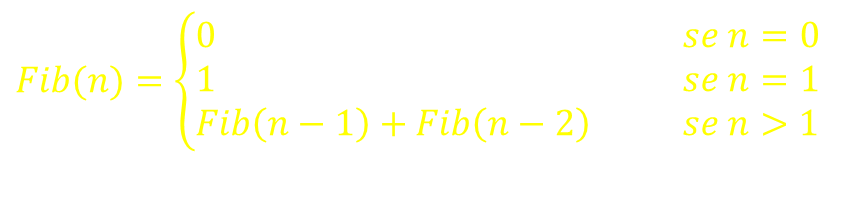 0 se n = 0
Fib(n) = { 1 se n = 1
Fib(n − 1) + Fib(n − 2) se n > 1